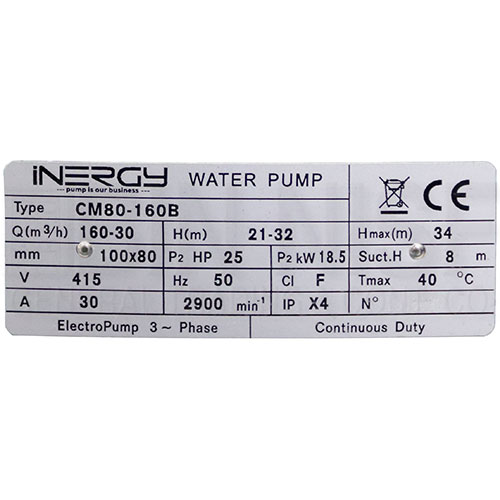 iNERGY WATER PUMP
--- pump is our business ---
CE
Type CM80-160B
Q(m³/h) 160-30 H(m) 21-32 Hmax(m) 34
mm 100x80 P2 HP 25 P2 kW 18.5 Suct.H 8 m
V 415 Hz 50 Cl F Tmax 40 °C
A 30 2900 min⁻¹ IP X4 N°
ElectroPump 3~ Phase Continuous Duty